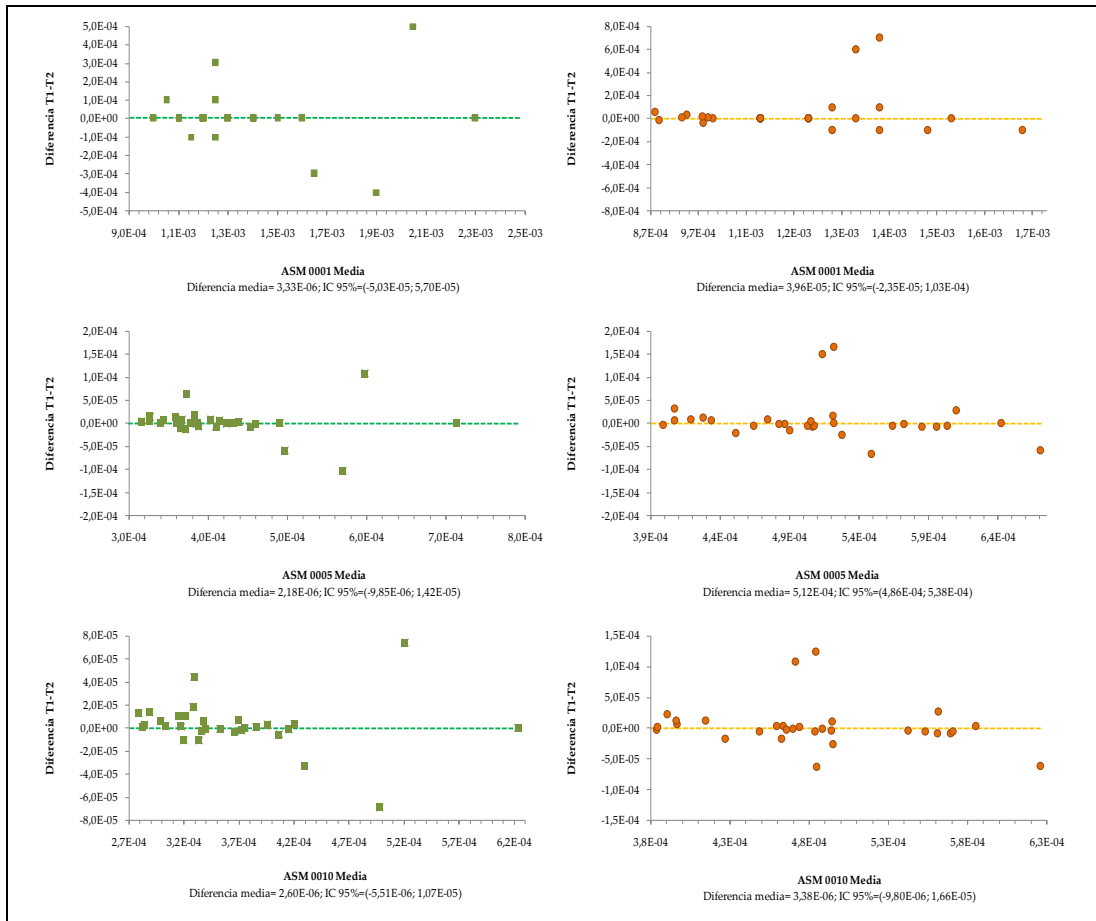 5,0E-04
4,0E-04
3,0E-04
2,0E-04
1,0E-04
0,0E+00
-1,0E-04
-2,0E-04
-3,0E-04
-4,0E-04
-5,0E-04
Diferencia T1-T2
9,0E-04 1,1E-03 1,3E-03 1,5E-03 1,7E-03 1,9E-03 2,1E-03 2,3E-03 2,5E-03
ASM 0001 Media
Diferencia media= 3,33E-06; IC 95%=(-5,03E-05; 5,70E-05)
8,0E-04
6,0E-04
4,0E-04
2,0E-04
0,0E+00
-2,0E-04
-4,0E-04
-6,0E-04
-8,0E-04
Diferencia T1-T2
8,7E-04 9,7E-04 1,1E-03 1,2E-03 1,3E-03 1,4E-03 1,5E-03 1,6E-03 1,7E-03
ASM 0001 Media
Diferencia media= 3,96E-05; IC 95%=(-2,35E-05; 1,03E-04)
2,0E-04
1,5E-04
1,0E-04
5,0E-05
0,0E+00
-5,0E-05
-1,0E-04
-1,5E-04
-2,0E-04
Diferencia T1-T2
3,0E-04 4,0E-04 5,0E-04 6,0E-04 7,0E-04 8,0E-04
ASM 0005 Media
Diferencia media= 2,18E-06; IC 95%=(-9,85E-06; 1,42E-05)
2,0E-04
1,5E-04
1,0E-04
5,0E-05
0,0E+00
-5,0E-05
-1,0E-04
-1,5E-04
-2,0E-04
Diferencia T1-T2
3,9E-04 4,4E-04 4,9E-04 5,4E-04 5,9E-04 6,4E-04
ASM 0005 Media
Diferencia media= 5,12E-04; IC 95%=(4,86E-04; 5,38E-04)
8,0E-05
6,0E-05
4,0E-05
2,0E-05
0,0E+00
-2,0E-05
-4,0E-05
-6,0E-05
-8,0E-05
Diferencia T1-T2
2,7E-04 3,2E-04 3,7E-04 4,2E-04 4,7E-04 5,2E-04 5,7E-04 6,2E-04
ASM 0010 Media
Diferencia media= 2,60E-06; IC 95%=(-5,51E-06; 1,07E-05)
1,5E-04
1,0E-04
5,0E-05
0,0E+00
-5,0E-05
-1,0E-04
-1,5E-04
Diferencia T1-T2
3,8E-04 4,3E-04 4,8E-04 5,3E-04 5,8E-04 6,3E-04
ASM 0010 Media
Diferencia media= 3,38E-06; IC 95%=(-9,80E-06; 1,66E-05)